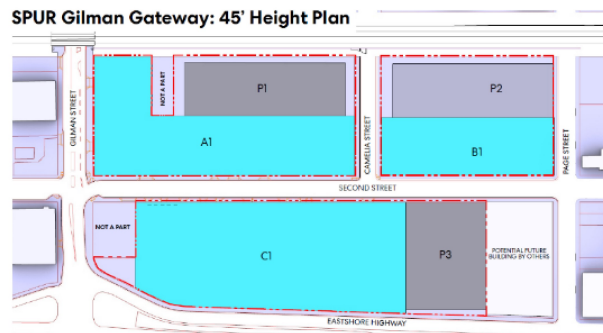 SPUR Gilman Gateway: 45' Height Plan
GILMAN STREET
NOT A PART
P1
A1
CAMELIA STREET
P2
B1
PAGE STREET
SECOND STREET
NOT A PART
C1
P3
POTENTIAL FUTURE
BUILDING BY OTHERS
EASTSHORE HIGHWAY